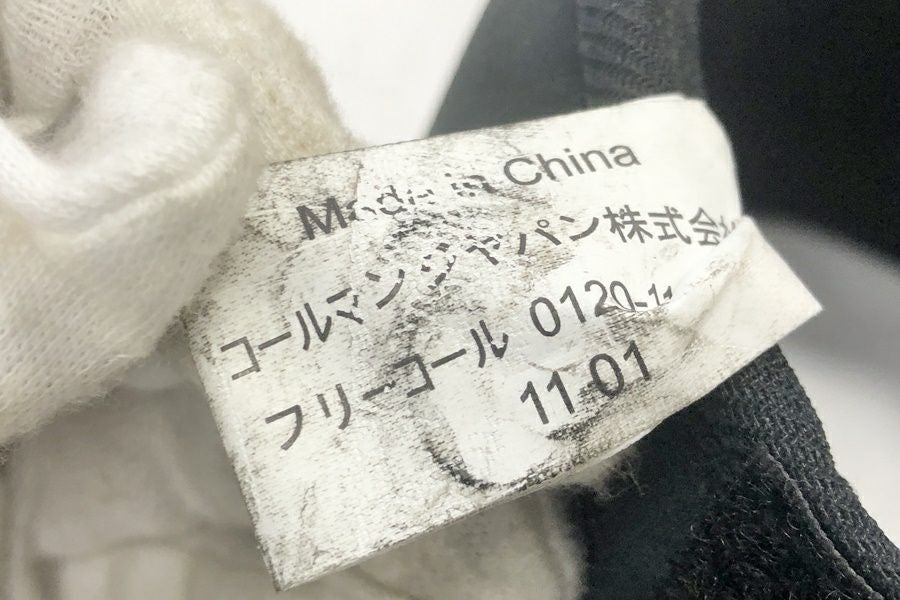 Made in China
コールマン ジャパン株式会
フリーコール 0120-11
11 01